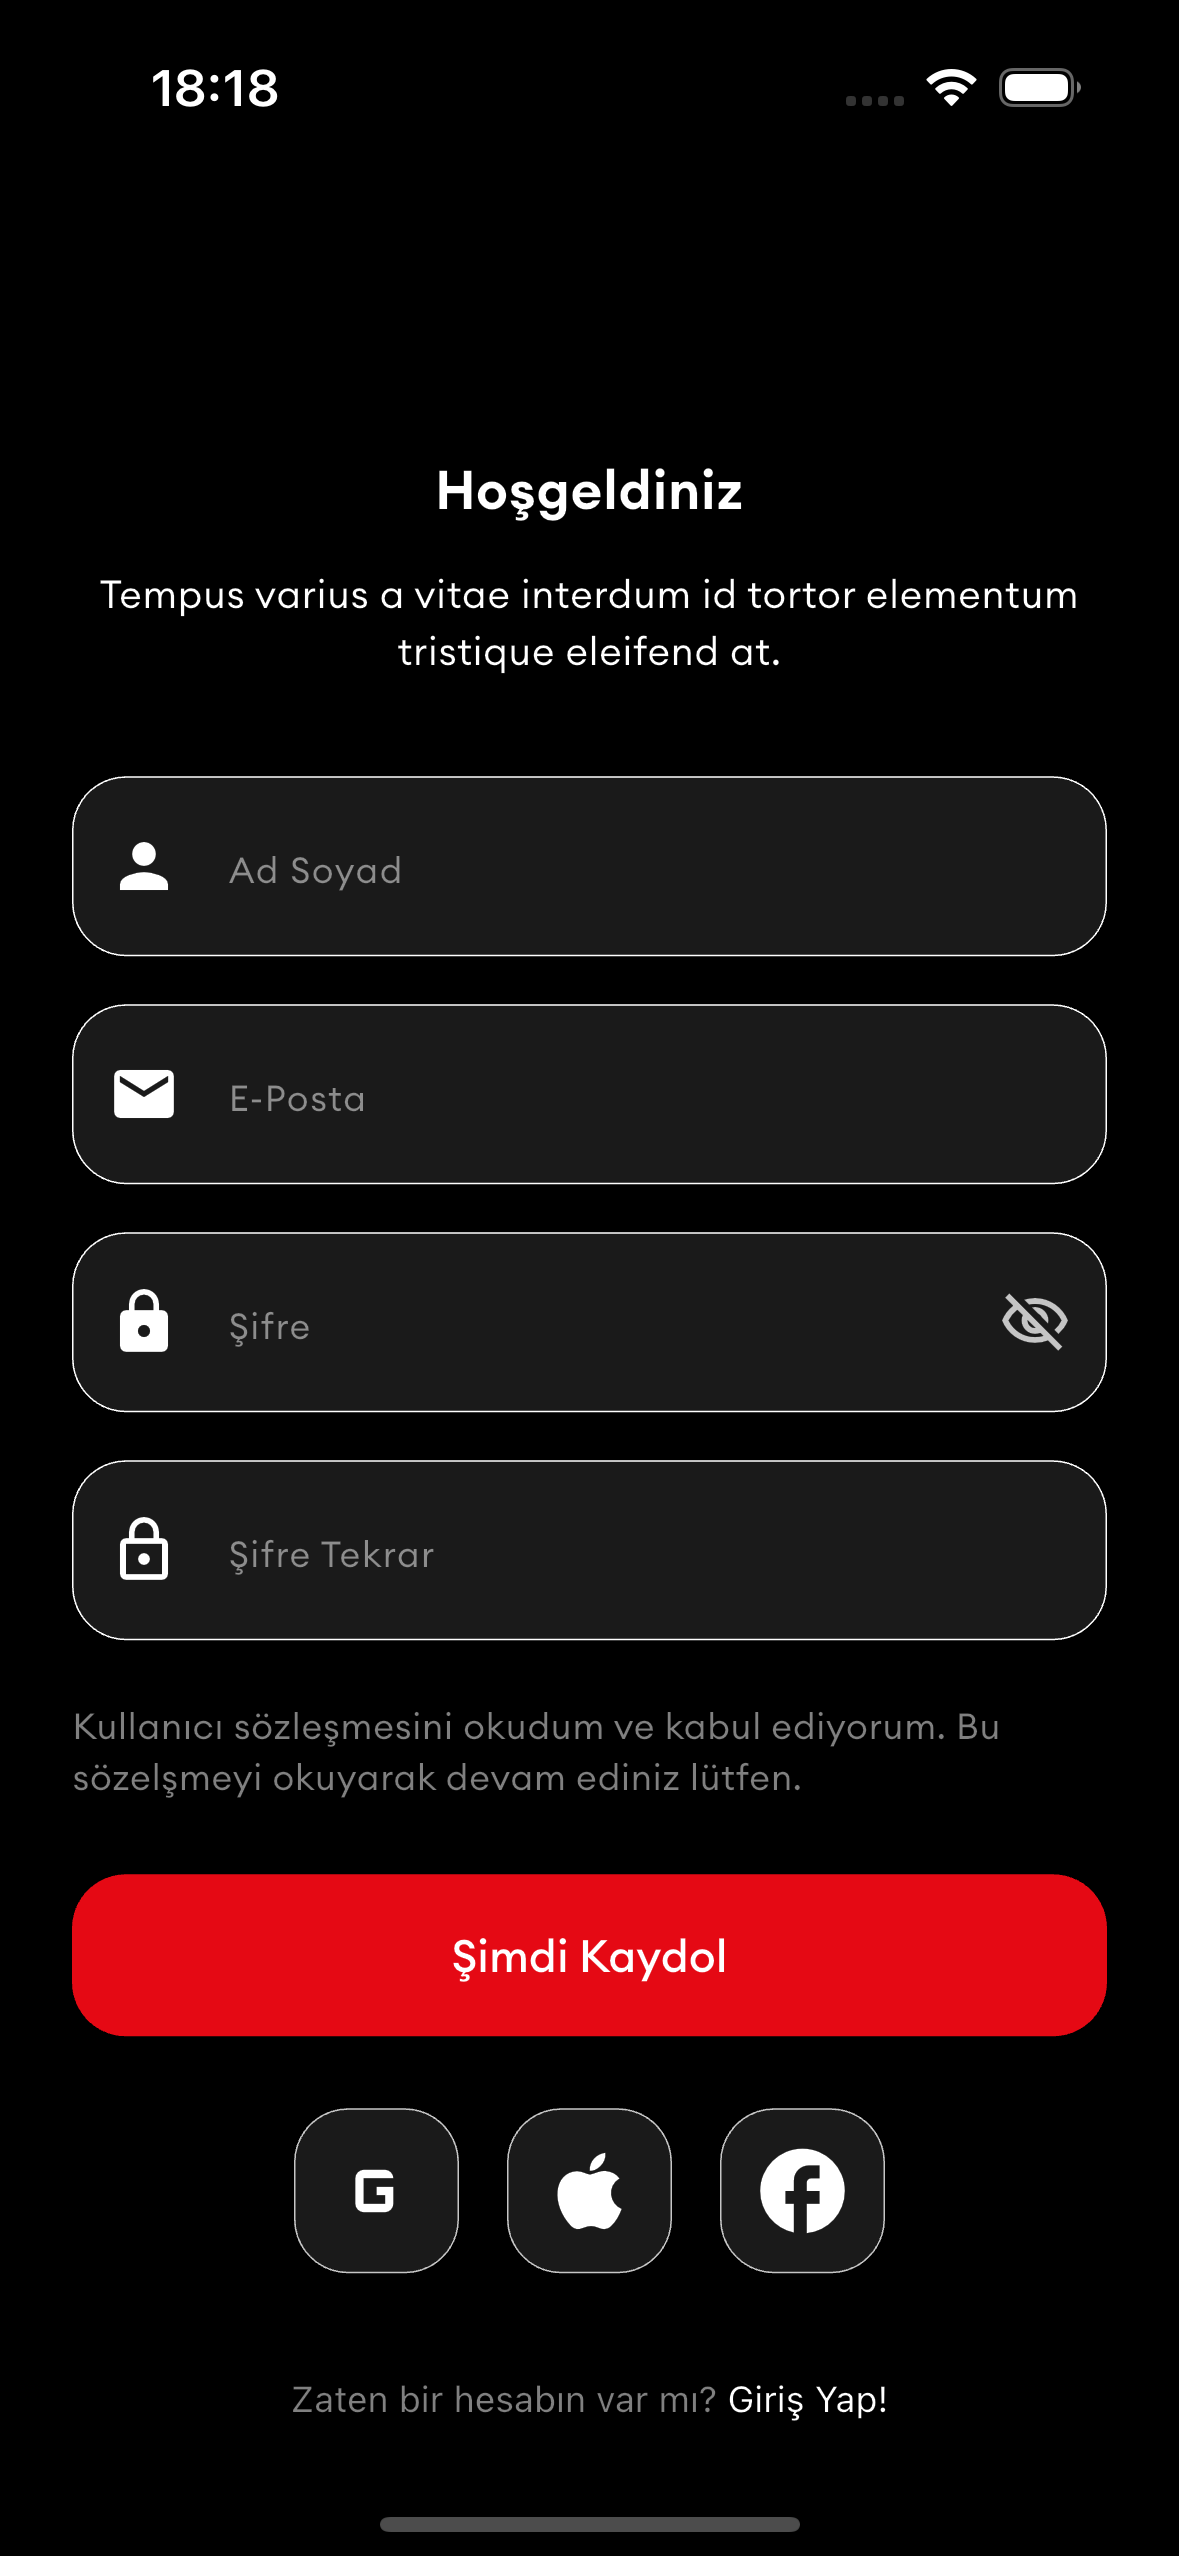 18:18
Hoşgeldiniz
Tempus varius a vitae interdum id tortor elementum
tristique eleifend at.
Ad Soyad
E-Posta
Şifre
Şifre Tekrar
Kullanıcı sözleşmesini okudum ve kabul ediyorum. Bu
sözelşmeyi okuyarak devam ediniz lütfen.
Şimdi Kaydol
G
Zaten bir hesabın var mı? Giriş Yap!